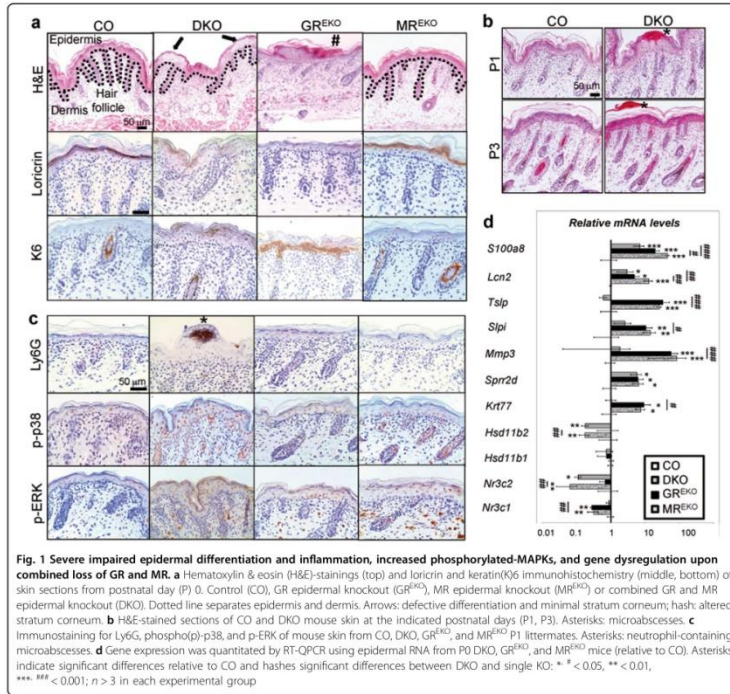 a
CO
DKO
GR^EKO
MR^EKO
H&E
Epidermis
Hair
follicle
Dermis
50 μm
#
Loricrin
K6
b
CO
DKO
P1
*
50 μm
P3
*
c
Ly6G
*
50 μm
p-p38
p-ERK
d
Relative mRNA levels
S100a8
Lcn2
Tslp
Slpi
Mmp3
Sprr2d
Krt77
Hsd11b2
Hsd11b1
Nr3c2
Nr3c1
0.01 0.1 1 10 100
CO
DKO
GR^EKO
MR^EKO
Fig. 1 Severe impaired epidermal differentiation and inflammation, increased phosphorylated-MAPKs, and gene dysregulation upon
combined loss of GR and MR. a Hematoxylin & eosin (H&E)-stainings (top) and loricrin and keratin(K)6 immunohistochemistry (middle, bottom) of
skin sections from postnatal day (P) 0. Control (CO), GR epidermal knockout (GR^EKO), MR epidermal knockout (MR^EKO) or combined GR and MR
epidermal knockout (DKO). Dotted line separates epidermis and dermis. Arrows: defective differentiation and minimal stratum corneum; hash: altered
stratum corneum. b H&E-stained sections of CO and DKO mouse skin at the indicated postnatal days (P1, P3). Asterisks: microabscesses. c
Immunostaining for Ly6G, phospho(p)-p38, and p-ERK of mouse skin from CO, DKO, GR^EKO, and MR^EKO P1 littermates. Asterisks: neutrophil-containing
microabscesses. d Gene expression was quantitated by RT-QPCR using epidermal RNA from P0 DKO, GR^EKO, and MR^EKO mice (relative to CO). Asterisks
indicate significant differences relative to CO and hashes significant differences between DKO and single KO: *, # < 0.05, ** < 0.01,
***, ### < 0.001; n > 3 in each experimental group